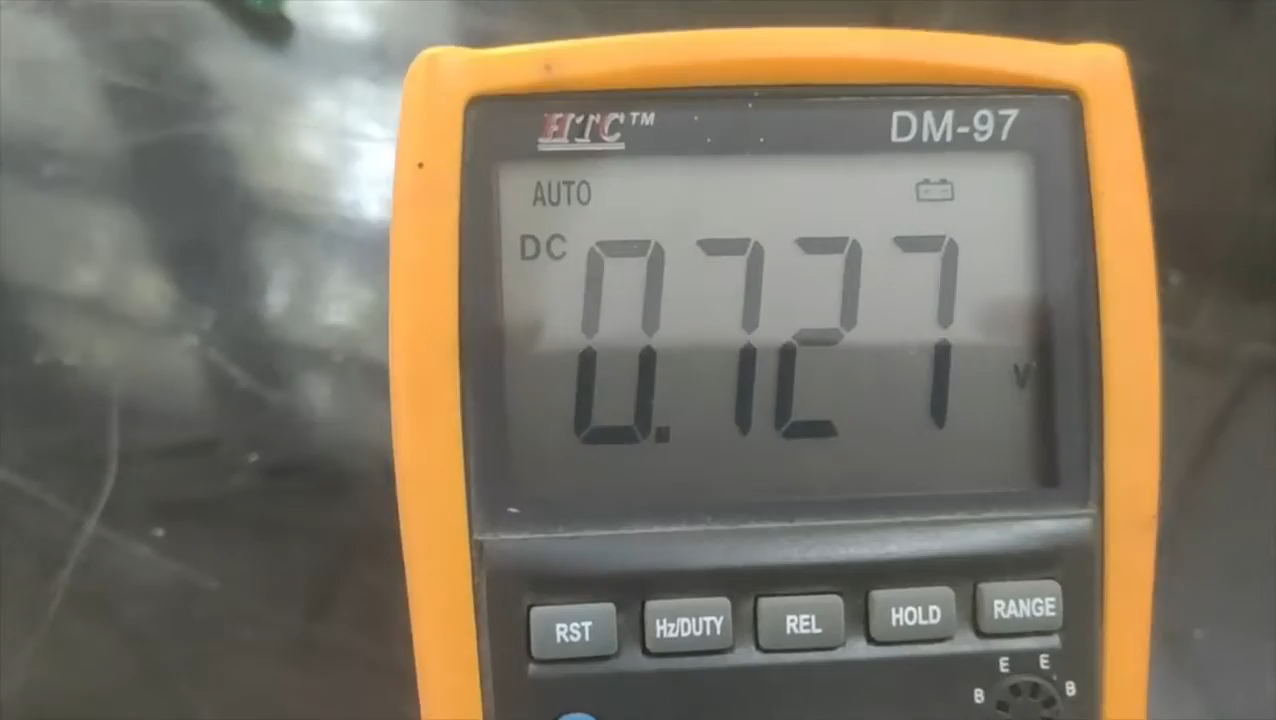 HTC™ DM-97
AUTO
DC 0.727 V
RST Hz/DUTY REL HOLD RANGE
E E
B B